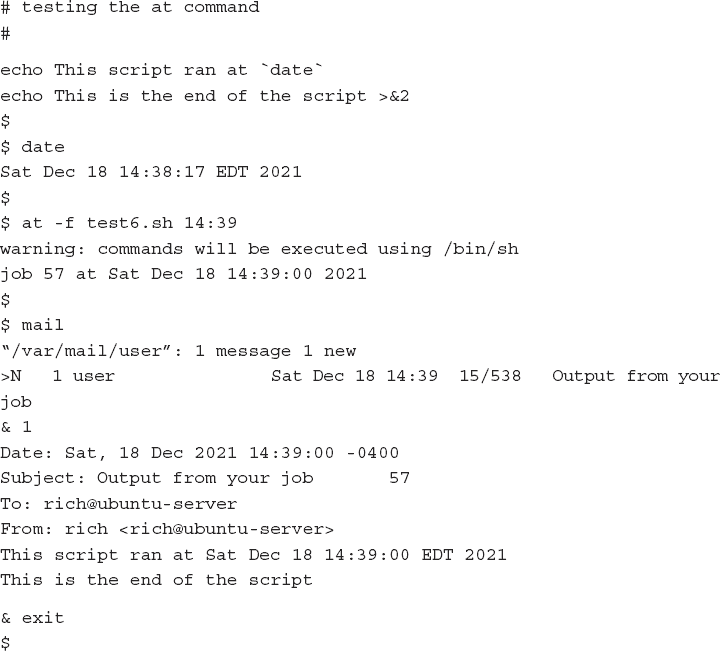 # testing the at command
#
echo This script ran at `date`
echo This is the end of the script >&2
$
$ date
Sat Dec 18 14:38:17 EDT 2021
$
$ at -f test6.sh 14:39
warning: commands will be executed using /bin/sh
job 57 at Sat Dec 18 14:39:00 2021
$
$ mail
“/var/mail/user”: 1 message 1 new
>N   1 user               Sat Dec 18 14:39  15/538   Output from your
job
& 1
Date: Sat, 18 Dec 2021 14:39:00 -0400
Subject: Output from your job       57
To: rich@ubuntu-server
From: rich <rich@ubuntu-server>
This script ran at Sat Dec 18 14:39:00 EDT 2021
This is the end of the script
& exit
$